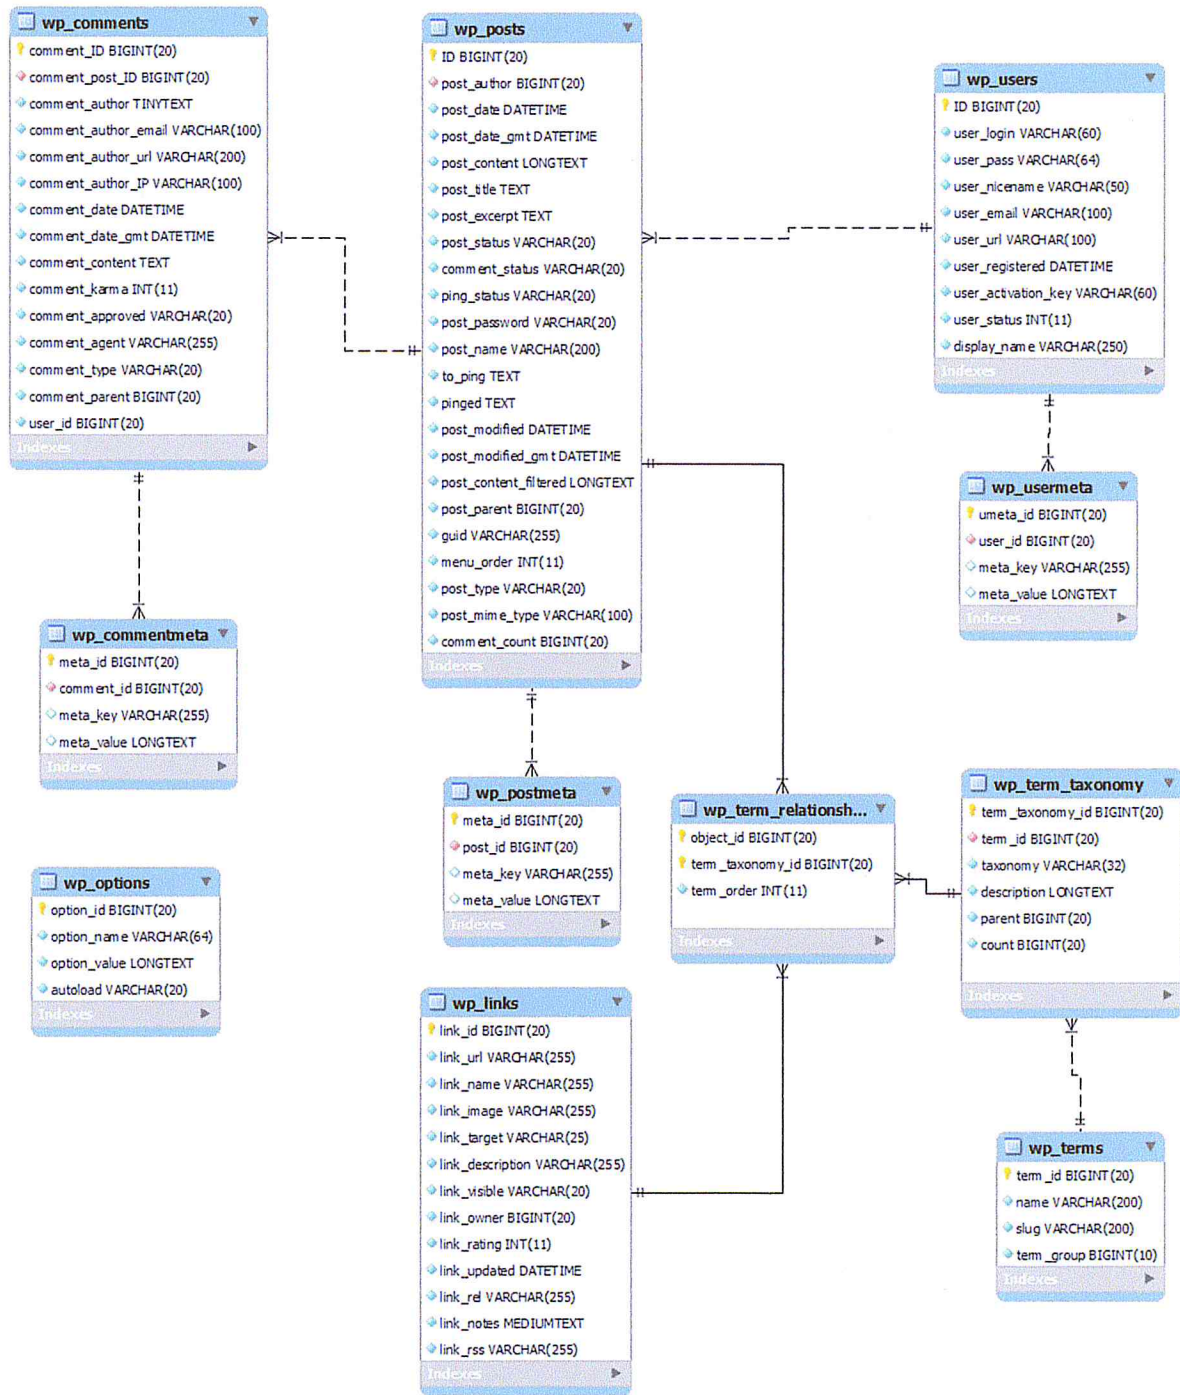 wp_comments
comment_ID BIGINT(20)
comment_post_ID BIGINT(20)
comment_author TINYTEXT
comment_author_email VARCHAR(100)
comment_author_url VARCHAR(200)
comment_author_IP VARCHAR(100)
comment_date DATETIME
comment_date_gmt DATETIME
comment_content TEXT
comment_karma INT(11)
comment_approved VARCHAR(20)
comment_agent VARCHAR(255)
comment_type VARCHAR(20)
comment_parent BIGINT(20)
user_id BIGINT(20)
Indexes
wp_posts
ID BIGINT(20)
post_author BIGINT(20)
post_date DATETIME
post_date_gmt DATETIME
post_content LONGTEXT
post_title TEXT
post_excerpt TEXT
post_status VARCHAR(20)
comment_status VARCHAR(20)
ping_status VARCHAR(20)
post_password VARCHAR(20)
post_name VARCHAR(200)
to_ping TEXT
pinged TEXT
post_modified DATETIME
post_modified_gmt DATETIME
post_content_filtered LONGTEXT
post_parent BIGINT(20)
guid VARCHAR(255)
menu_order INT(11)
post_type VARCHAR(20)
post_mime_type VARCHAR(100)
comment_count BIGINT(20)
Indexes
wp_users
ID BIGINT(20)
user_login VARCHAR(60)
user_pass VARCHAR(64)
user_nicename VARCHAR(50)
user_email VARCHAR(100)
user_url VARCHAR(100)
user_registered DATETIME
user_activation_key VARCHAR(60)
user_status INT(11)
display_name VARCHAR(250)
Indexes
wp_usermeta
umeta_id BIGINT(20)
user_id BIGINT(20)
meta_key VARCHAR(255)
meta_value LONGTEXT
Indexes
wp_commentmeta
meta_id BIGINT(20)
comment_id BIGINT(20)
meta_key VARCHAR(255)
meta_value LONGTEXT
Indexes
wp_postmeta
meta_id BIGINT(20)
post_id BIGINT(20)
meta_key VARCHAR(255)
meta_value LONGTEXT
Indexes
wp_term_relationsh...
object_id BIGINT(20)
term_taxonomy_id BIGINT(20)
term_order INT(11)
Indexes
wp_term_taxonomy
term_taxonomy_id BIGINT(20)
term_id BIGINT(20)
taxonomy VARCHAR(32)
description LONGTEXT
parent BIGINT(20)
count BIGINT(20)
Indexes
wp_options
option_id BIGINT(20)
option_name VARCHAR(64)
option_value LONGTEXT
autoload VARCHAR(20)
Indexes
wp_links
link_id BIGINT(20)
link_url VARCHAR(255)
link_name VARCHAR(255)
link_image VARCHAR(255)
link_target VARCHAR(25)
link_description VARCHAR(255)
link_visible VARCHAR(20)
link_owner BIGINT(20)
link_rating INT(11)
link_updated DATETIME
link_rel VARCHAR(255)
link_notes MEDIUMTEXT
link_rss VARCHAR(255)
Indexes
wp_terms
term_id BIGINT(20)
name VARCHAR(200)
slug VARCHAR(200)
term_group BIGINT(10)
Indexes